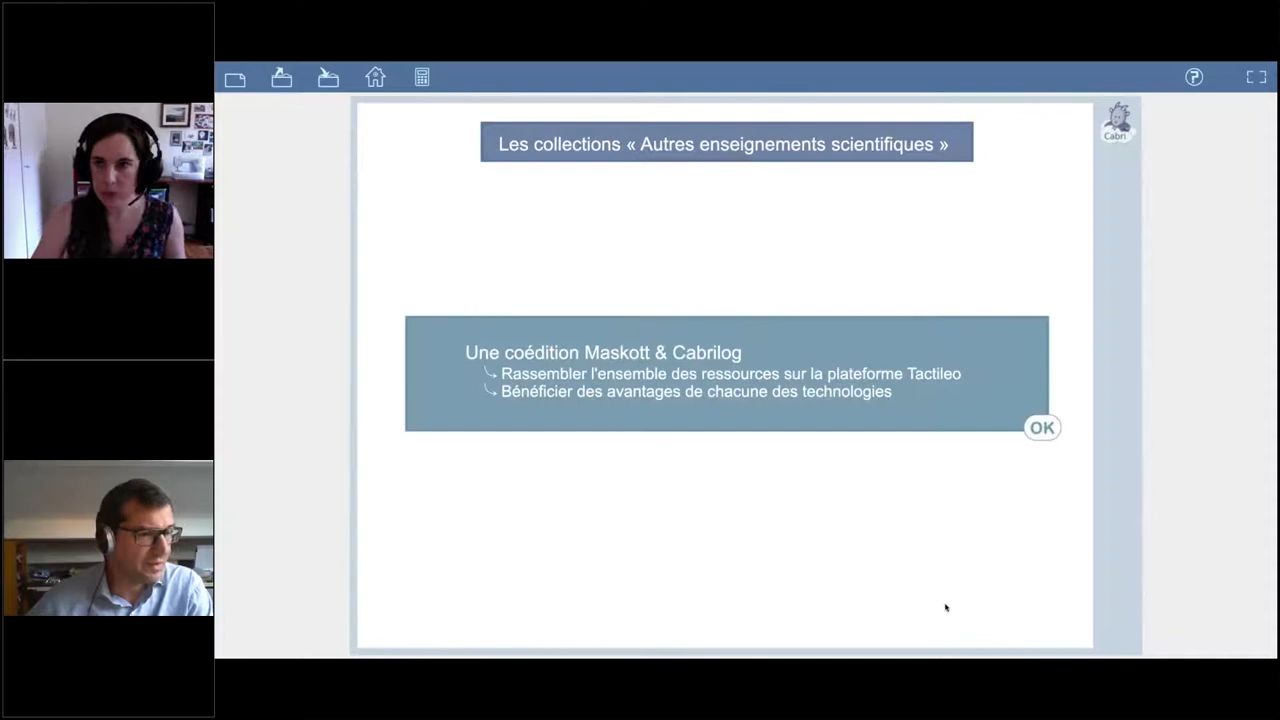 Les collections « Autres enseignements scientifiques »
Cabri
Une coédition Maskott & Cabrilog
Rassembler l'ensemble des ressources sur la plateforme Tactileo
Bénéficier des avantages de chacune des technologies
OK